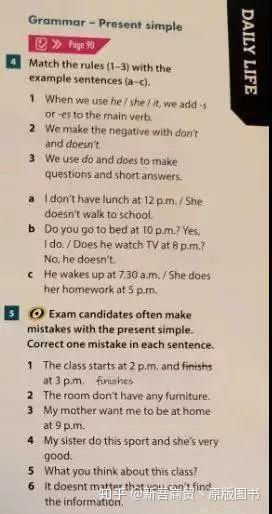 Grammar – Present simple
Page 90
DAILY LIFE
4 Match the rules (1–3) with the
example sentences (a–c).
1 When we use he / she / it, we add -s
or -es to the main verb.
2 We make the negative with don't
and doesn't.
3 We use do and does to make
questions and short answers.
a I don't have lunch at 12 p.m. / She
doesn't walk to school.
b Do you go to bed at 10 p.m.? Yes,
I do. / Does he watch TV at 8 p.m.?
No, he doesn't.
c He wakes up at 7.30 a.m. / She does
her homework at 5 p.m.
5 Exam candidates often make
mistakes with the present simple.
Correct one mistake in each sentence.
1 The class starts at 2 p.m. and finishs
at 3 p.m. finishes
2 The room don't have any furniture.
3 My mother want me to be at home
at 9 p.m.
4 My sister do this sport and she's very
good.
5 What you think about this class?
6 It doesnt matter that you can't find
the information.
知乎 @新吾商贸丶原版图书